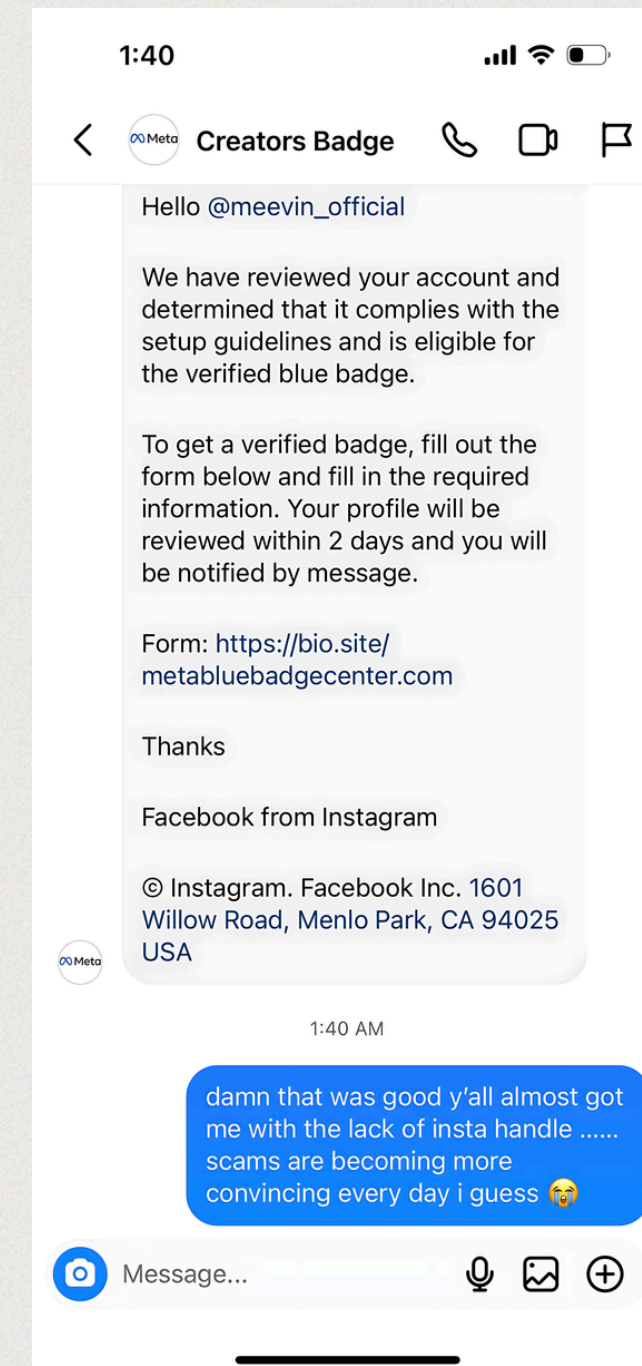 1:40
Meta Creators Badge
Hello @meevin_official
We have reviewed your account and
determined that it complies with the
setup guidelines and is eligible for
the verified blue badge.
To get a verified badge, fill out the
form below and fill in the required
information. Your profile will be
reviewed within 2 days and you will
be notified by message.
Form: https://bio.site/
metabluebadgecenter.com
Thanks
Facebook from Instagram
© Instagram. Facebook Inc. 1601
Willow Road, Menlo Park, CA 94025
USA
Meta
1:40 AM
damn that was good y’all almost got
me with the lack of insta handle ......
scams are becoming more
convincing every day i guess 😭
Message...